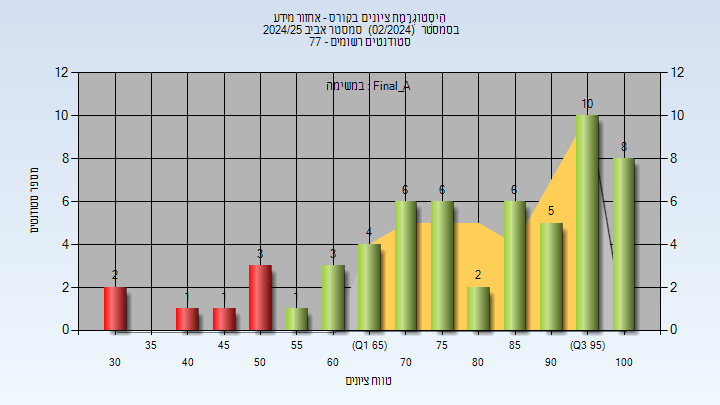 היסטוגרמת ציונים בקורס - אחזור מידע
בסמסטר (02/2024) סמסטר אביב 2024/25
סטודנטים רשומים - 77
במשימה : Final_A
מספר סטודנטים
12 12
10 10
8 8
6 6
4 4
2 2
0 0
2 1 1 3 1 3 4 6 6 2 6 5 10 8
35 45 55 (Q1 65) 75 85 (Q3 95)
30 40 50 60 70 80 90 100
טווח ציונים